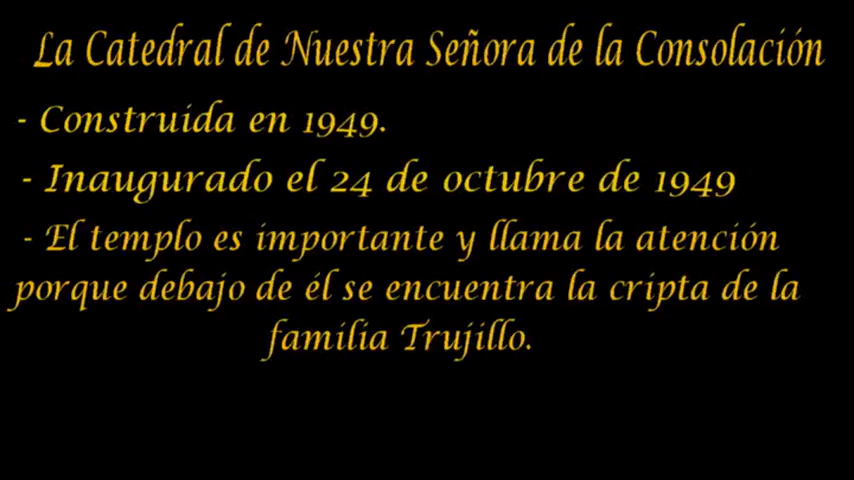 La Catedral de Nuestra Señora de la Consolación
- Construida en 1949.
- Inaugurado el 24 de octubre de 1949
- El templo es importante y llama la atención
porque debajo de él se encuentra la cripta de la
familia Trujillo.